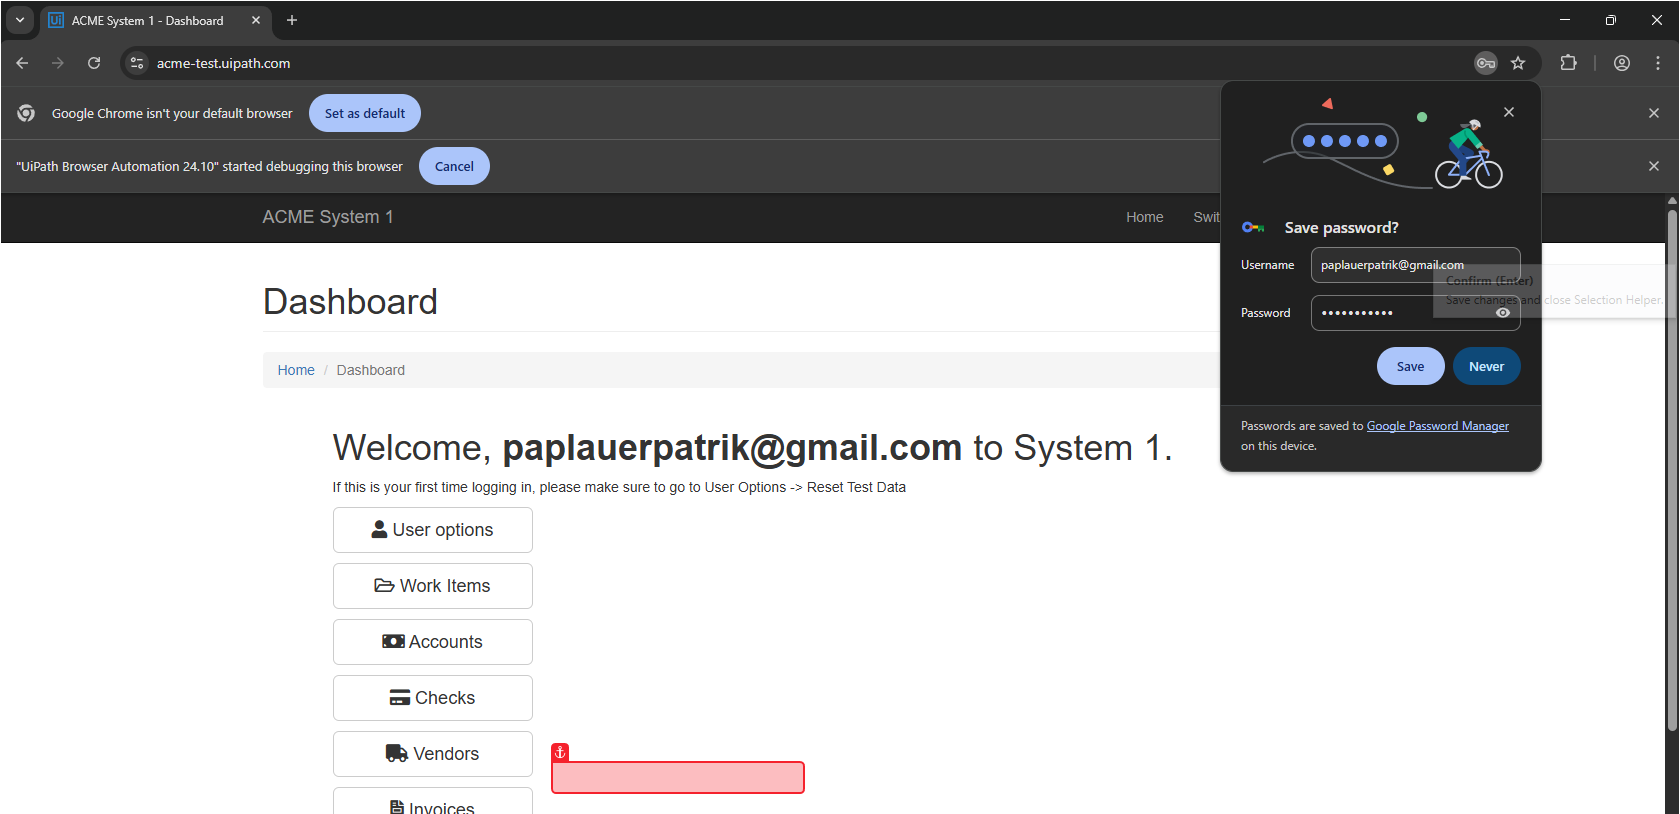 ACME System 1 - Dashboard
acme-test.uipath.com
Google Chrome isn't your default browser
Set as default
"UiPath Browser Automation 24.10" started debugging this browser
Cancel
ACME System 1
Home
Swit
Save password?
Username
paplauerpatrik@gmail.com
Confirm (Enter)
Save changes and close Selection Helper.
Password
•••••••••••
Save
Never
Passwords are saved to Google Password Manager
on this device.
Dashboard
Home / Dashboard
Welcome, paplauerpatrik@gmail.com to System 1.
If this is your first time logging in, please make sure to go to User Options -> Reset Test Data
User options
Work Items
Accounts
Checks
Vendors
Invoices